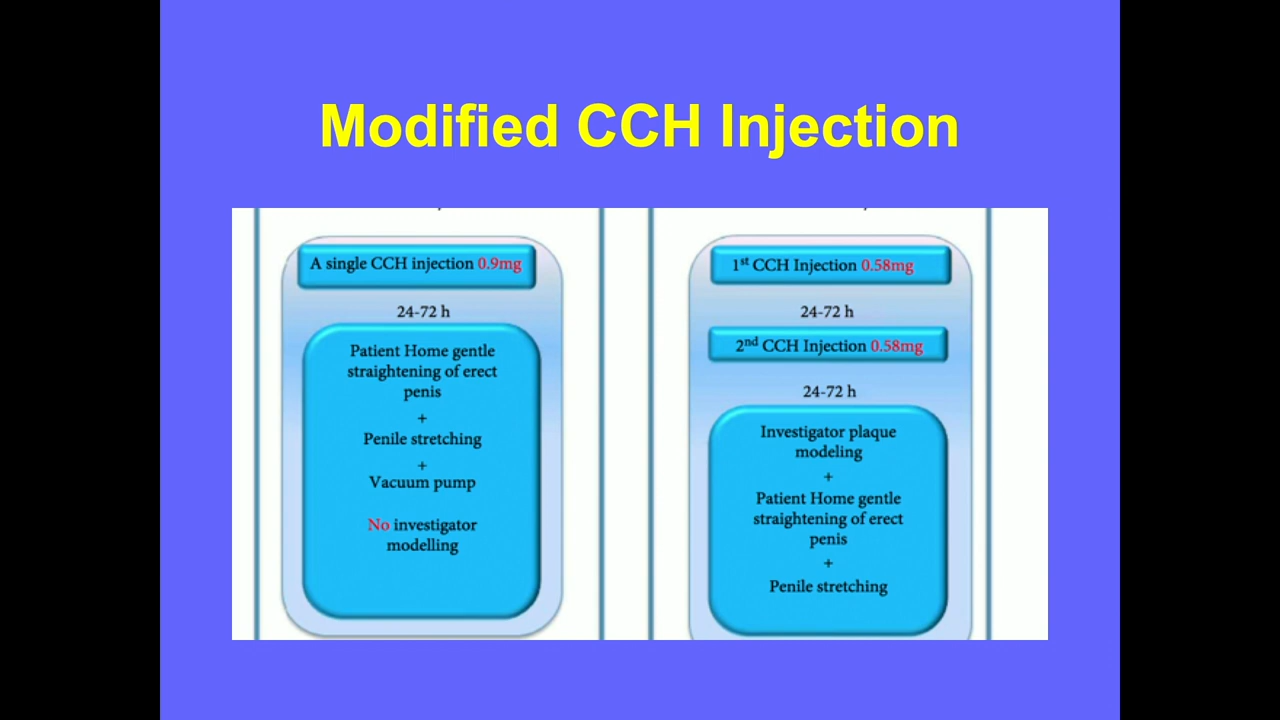 Modified CCH Injection
A single CCH injection 0.9mg
24-72 h
Patient Home gentle
straightening of erect
penis
+
Penile stretching
+
Vacuum pump
No investigator
modelling
1st CCH Injection 0.58mg
24-72 h
2nd CCH Injection 0.58mg
24-72 h
Investigator plaque
modeling
+
Patient Home gentle
straightening of erect
penis
+
Penile stretching